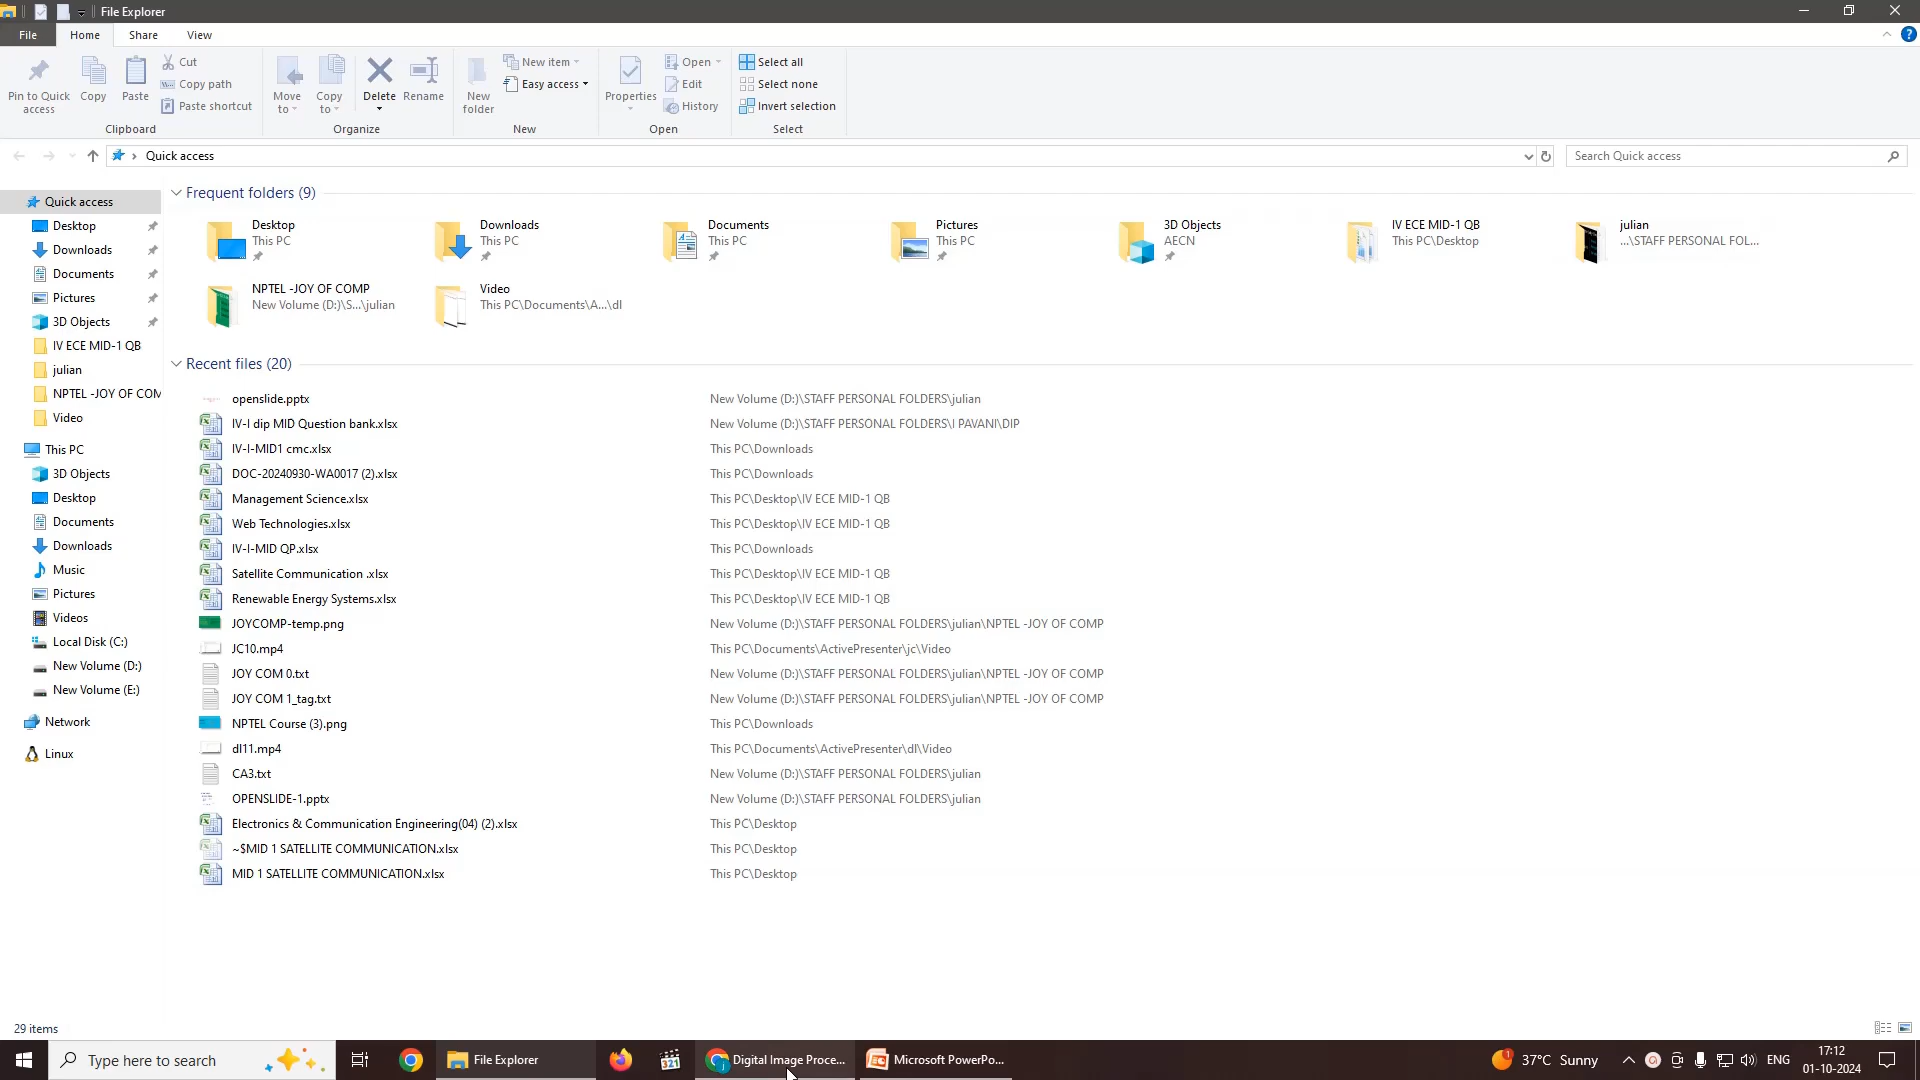 File Explorer
File Home Share View
Pin to Quick access
Copy
Paste
Cut
Copy path
Paste shortcut
Clipboard
Move to
Copy to
Delete
Rename
Organize
New folder
New item
Easy access
New
Properties
Open
Edit
History
Open
Select all
Select none
Invert selection
Select
Quick access
Search Quick access
Quick access
Desktop
Downloads
Documents
Pictures
3D Objects
IV ECE MID-1 QB
julian
NPTEL -JOY OF COM
Video
This PC
3D Objects
Desktop
Documents
Downloads
Music
Pictures
Videos
Local Disk (C:)
New Volume (D:)
New Volume (E:)
Network
Linux
Frequent folders (9)
Desktop
This PC
Downloads
This PC
Documents
This PC
Pictures
This PC
3D Objects
AECN
IV ECE MID-1 QB
This PC\Desktop
julian
...\STAFF PERSONAL FOL...
NPTEL -JOY OF COMP
New Volume (D:)\S...\julian
Video
This PC\Documents\A...\dl
Recent files (20)
openslide.pptx New Volume (D:)\STAFF PERSONAL FOLDERS\julian
IV-I dip MID Question bank.xlsx New Volume (D:)\STAFF PERSONAL FOLDERS\I PAVANI\DIP
IV-I-MID1 cmc.xlsx This PC\Downloads
DOC-20240930-WA0017 (2).xlsx This PC\Downloads
Management Science.xlsx This PC\Desktop\IV ECE MID-1 QB
Web Technologies.xlsx This PC\Desktop\IV ECE MID-1 QB
IV-I-MID QP.xlsx This PC\Downloads
Satellite Communication .xlsx This PC\Desktop\IV ECE MID-1 QB
Renewable Energy Systems.xlsx This PC\Desktop\IV ECE MID-1 QB
JOYCOMP-temp.png New Volume (D:)\STAFF PERSONAL FOLDERS\julian\NPTEL -JOY OF COMP
JC10.mp4 This PC\Documents\ActivePresenter\jc\Video
JOY COM 0.txt New Volume (D:)\STAFF PERSONAL FOLDERS\julian\NPTEL -JOY OF COMP
JOY COM 1_tag.txt New Volume (D:)\STAFF PERSONAL FOLDERS\julian\NPTEL -JOY OF COMP
NPTEL Course (3).png This PC\Downloads
dl11.mp4 This PC\Documents\ActivePresenter\dl\Video
CA3.txt New Volume (D:)\STAFF PERSONAL FOLDERS\julian
OPENSLIDE-1.pptx New Volume (D:)\STAFF PERSONAL FOLDERS\julian
Electronics & Communication Engineering(04) (2).xlsx This PC\Desktop
~$MID 1 SATELLITE COMMUNICATION.xlsx This PC\Desktop
MID 1 SATELLITE COMMUNICATION.xlsx This PC\Desktop
29 items
Type here to search
File Explorer
321
Digital Image Proce...
Microsoft PowerPo...
1
37°C Sunny
ENG
17:12
01-10-2024